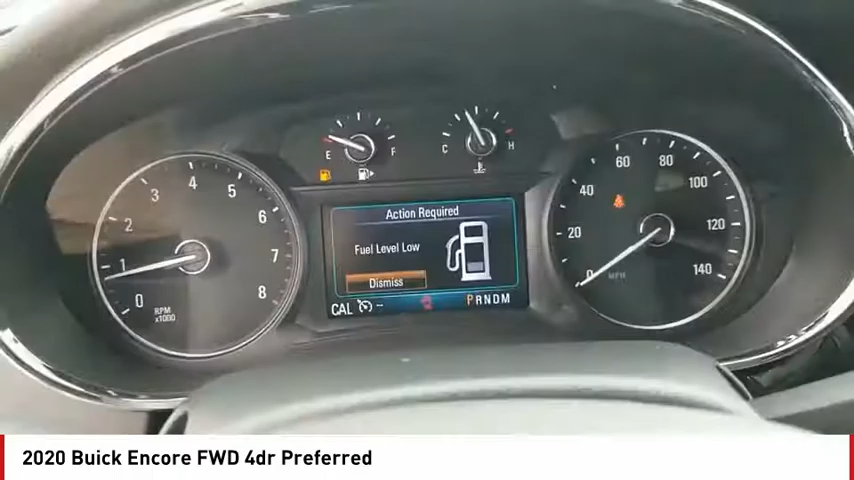 E F
C H
0 1 2 3 4 5 6 7 8
RPM
x1000
Action Required
Fuel Level Low
Dismiss
CAL -- PRNDM
0 20 40 60 80 100 120 140
MPH
2020 Buick Encore FWD 4dr Preferred